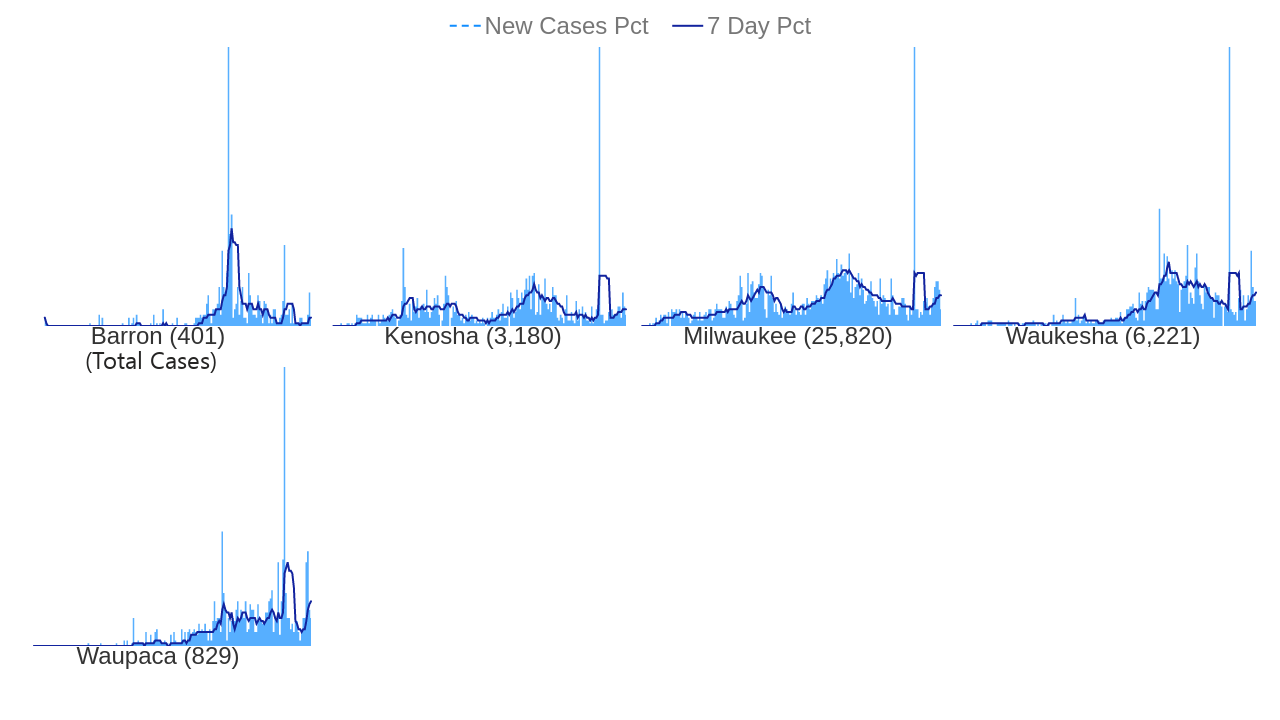 New Cases Pct 7 Day Pct
Barron (401) Kenosha (3,180) Milwaukee (25,820) Waukesha (6,221)
(Total Cases)
Waupaca (829)